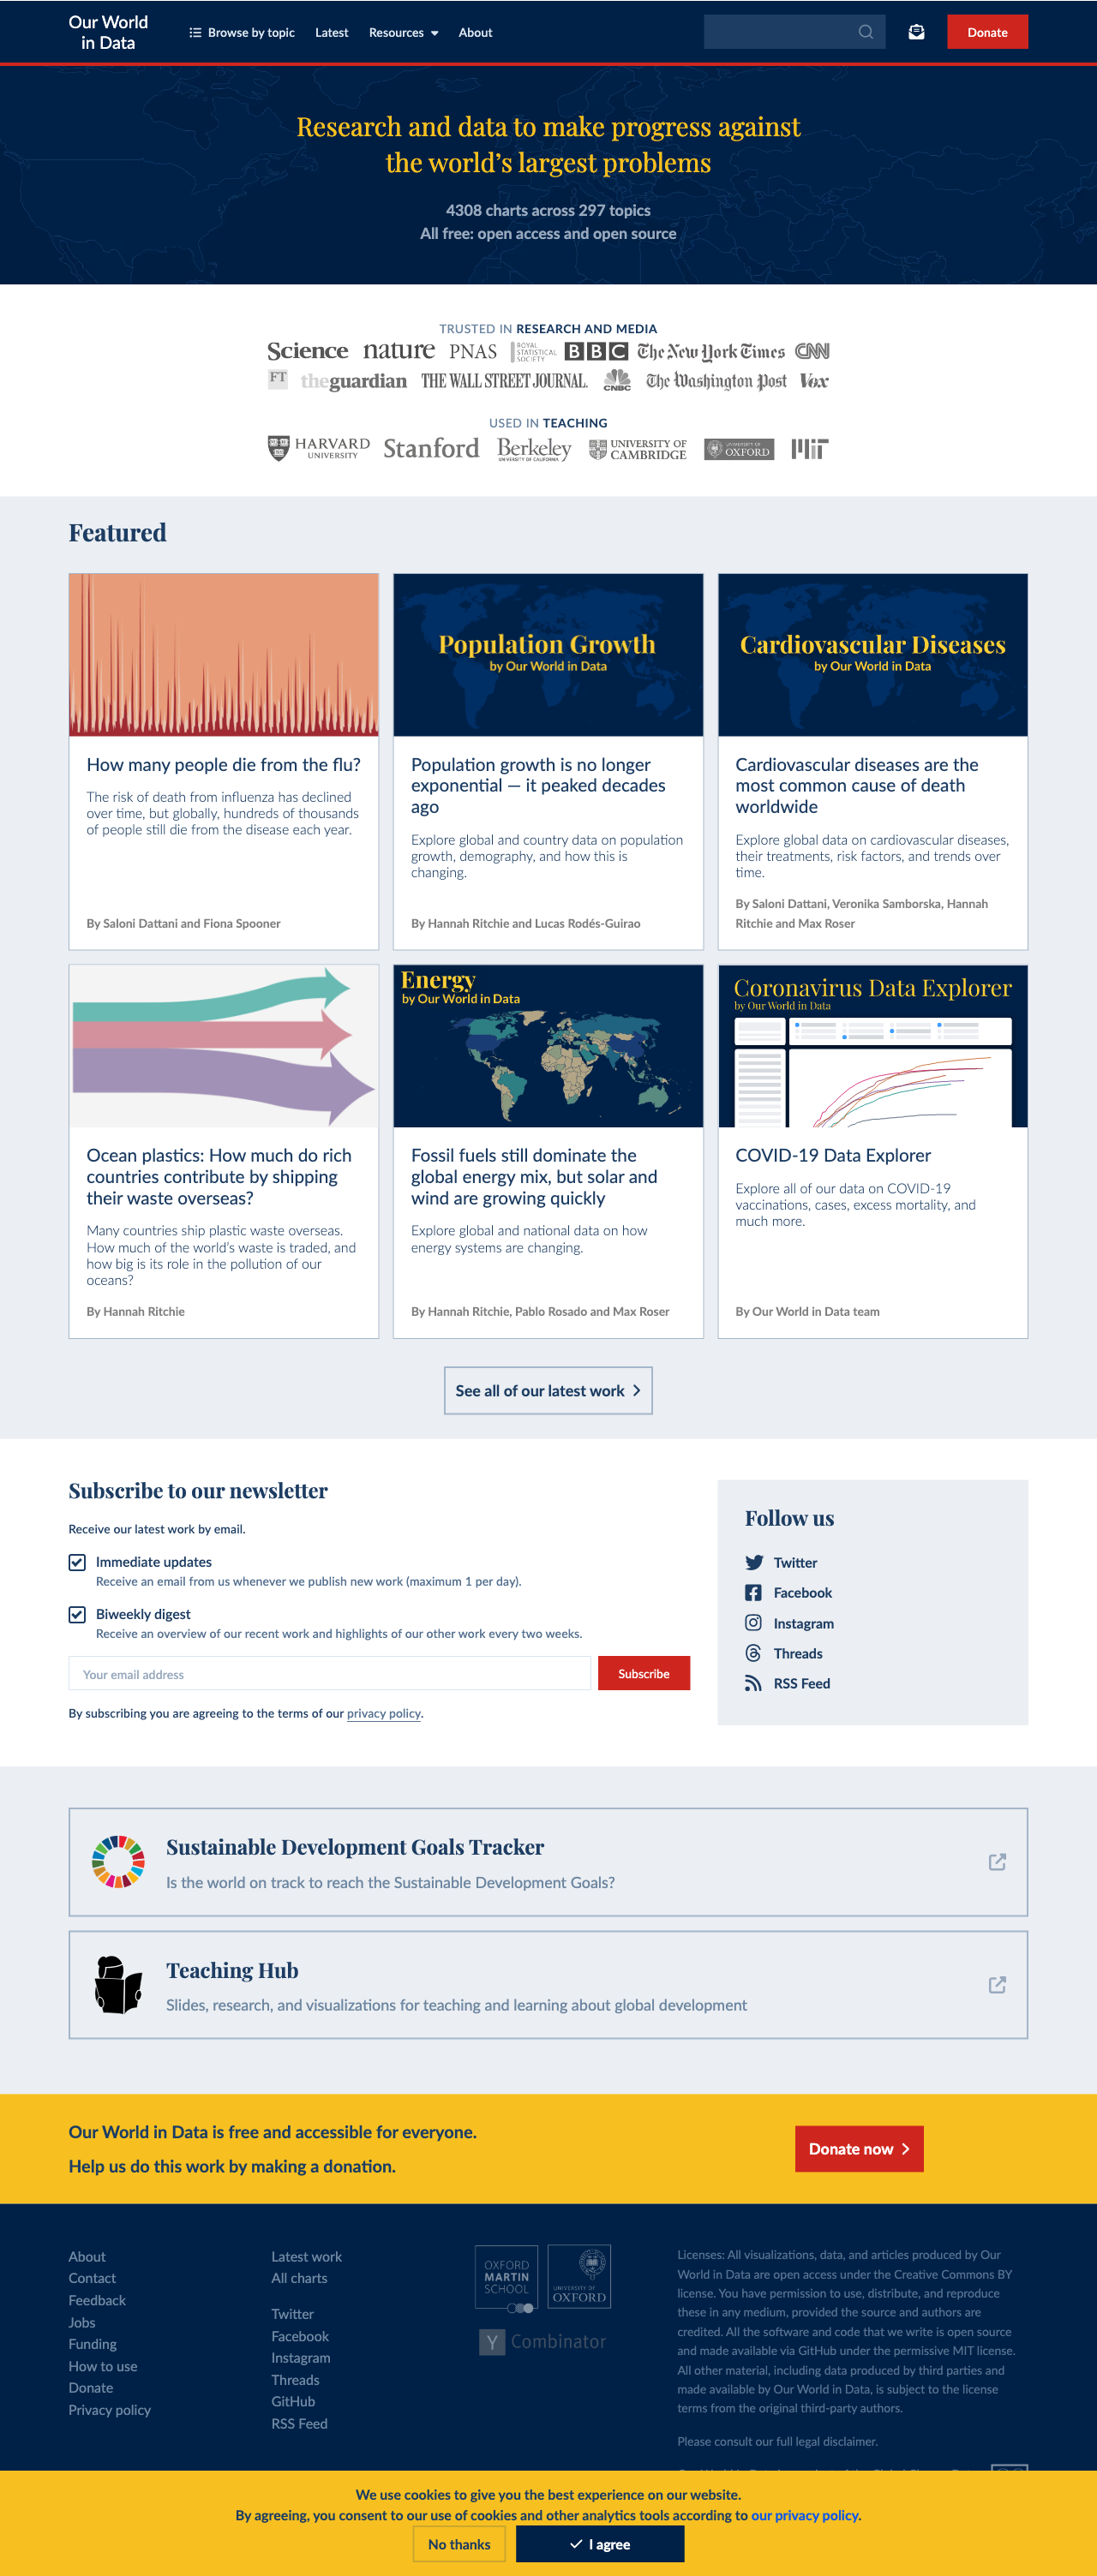 Our World
in Data
Browse by topic
Latest
Resources
About
Donate
Research and data to make progress against
the world’s largest problems
4308 charts across 297 topics
All free: open access and open source
TRUSTED IN RESEARCH AND MEDIA
Science nature PNAS ROYAL STATISTICAL SOCIETY BBC The New York Times CNN
FT theguardian THE WALL STREET JOURNAL. CNBC The Washington Post Vox
USED IN TEACHING
HARVARD UNIVERSITY Stanford Berkeley UNIVERSITY OF CALIFORNIA UNIVERSITY OF CAMBRIDGE UNIVERSITY OF OXFORD MIT
Featured
How many people die from the flu?
The risk of death from influenza has declined
over time, but globally, hundreds of thousands
of people still die from the disease each year.
By Saloni Dattani and Fiona Spooner
Population Growth
by Our World in Data
Population growth is no longer
exponential — it peaked decades
ago
Explore global and country data on population
growth, demography, and how this is
changing.
By Hannah Ritchie and Lucas Rodés-Guirao
Cardiovascular Diseases
by Our World in Data
Cardiovascular diseases are the
most common cause of death
worldwide
Explore global data on cardiovascular diseases,
their treatments, risk factors, and trends over
time.
By Saloni Dattani, Veronika Samborska, Hannah
Ritchie and Max Roser
Ocean plastics: How much do rich
countries contribute by shipping
their waste overseas?
Many countries ship plastic waste overseas.
How much of the world’s waste is traded, and
how big is its role in the pollution of our
oceans?
By Hannah Ritchie
Energy
by Our World in Data
Fossil fuels still dominate the
global energy mix, but solar and
wind are growing quickly
Explore global and national data on how
energy systems are changing.
By Hannah Ritchie, Pablo Rosado and Max Roser
Coronavirus Data Explorer
by Our World in Data
COVID-19 Data Explorer
Explore all of our data on COVID-19
vaccinations, cases, excess mortality, and
much more.
By Our World in Data team
See all of our latest work
Subscribe to our newsletter
Receive our latest work by email.
Immediate updates
Receive an email from us whenever we publish new work (maximum 1 per day).
Biweekly digest
Receive an overview of our recent work and highlights of our other work every two weeks.
Your email address
Subscribe
By subscribing you are agreeing to the terms of our privacy policy.
Follow us
Twitter
Facebook
Instagram
Threads
RSS Feed
Sustainable Development Goals Tracker
Is the world on track to reach the Sustainable Development Goals?
Teaching Hub
Slides, research, and visualizations for teaching and learning about global development
Our World in Data is free and accessible for everyone.
Help us do this work by making a donation.
Donate now
About
Contact
Feedback
Jobs
Funding
How to use
Donate
Privacy policy
Latest work
All charts
Twitter
Facebook
Instagram
Threads
GitHub
RSS Feed
OXFORD
MARTIN
SCHOOL
UNIVERSITY OF
OXFORD
Y Combinator
Licenses: All visualizations, data, and articles produced by Our
World in Data are open access under the Creative Commons BY
license. You have permission to use, distribute, and reproduce
these in any medium, provided the source and authors are
credited. All the software and code that we write is open source
and made available via GitHub under the permissive MIT license.
All other material, including data produced by third parties and
made available by Our World in Data, is subject to the license
terms from the original third-party authors.
Please consult our full legal disclaimer.
We use cookies to give you the best experience on our website.
By agreeing, you consent to our use of cookies and other analytics tools according to our privacy policy.
No thanks
I agree